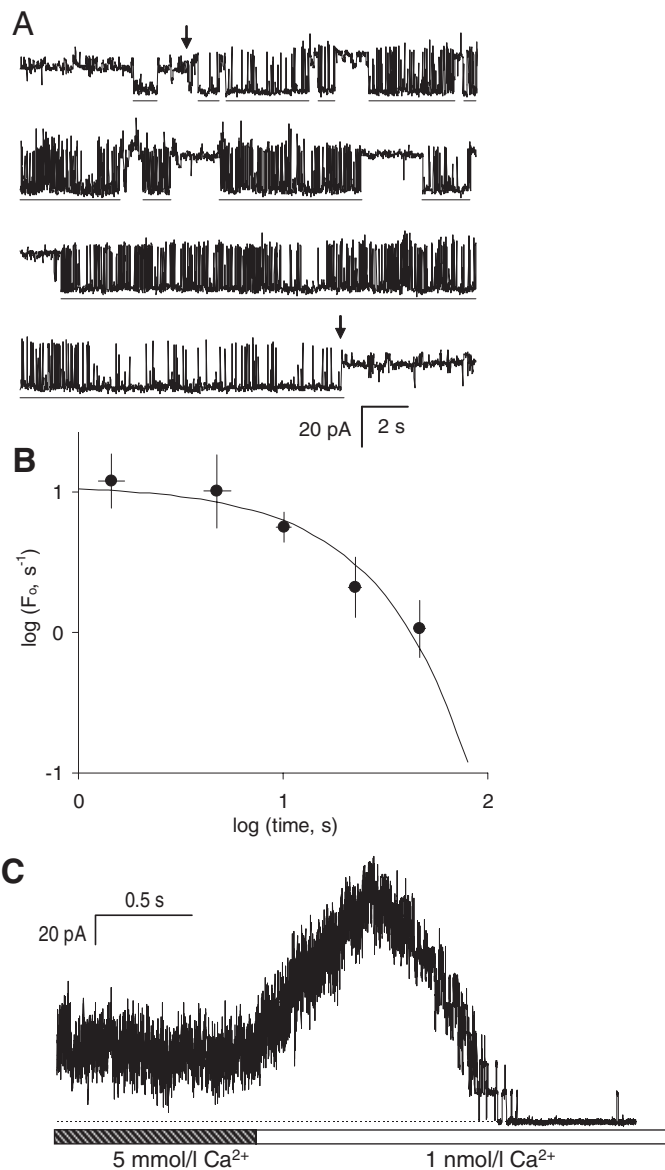 A
20 pA
2 s
B
log (Fₒ, s⁻¹)
1
0
-1
0
1
2
log (time, s)
C
0.5 s
20 pA
5 mmol/l Ca²⁺
1 nmol/l Ca²⁺